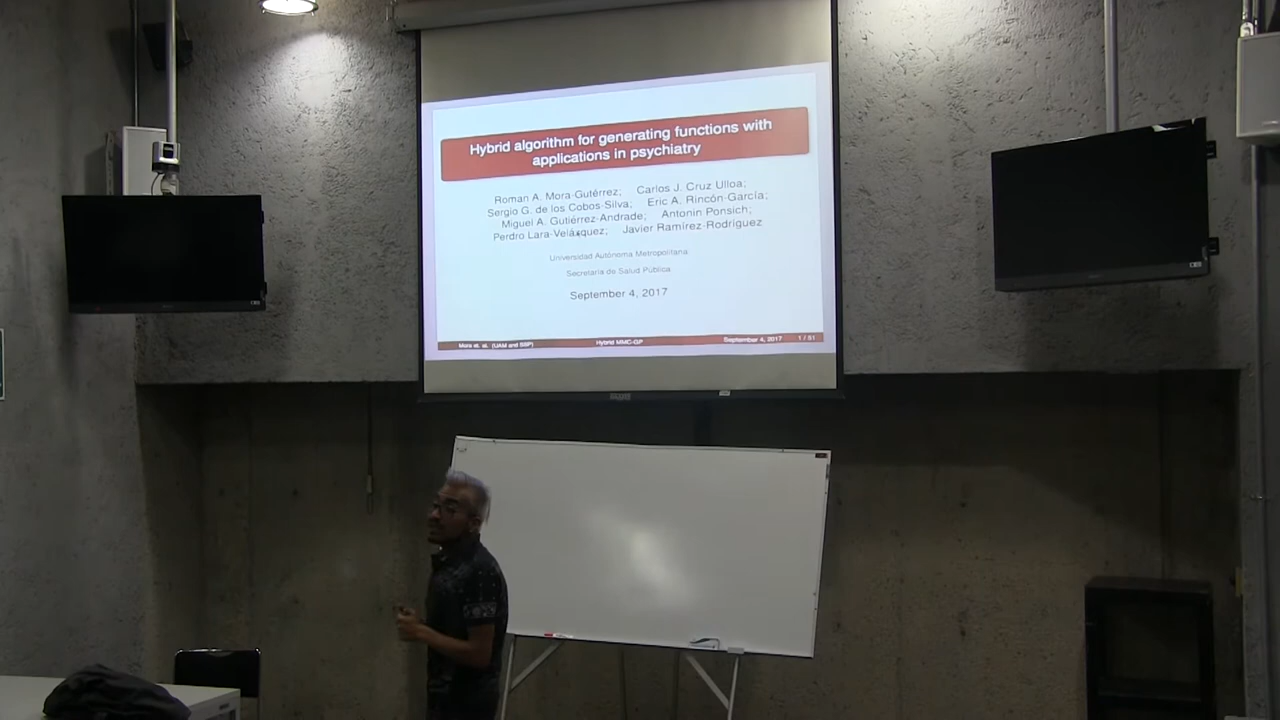 Hybrid algorithm for generating functions with
applications in psychiatry
Roman A. Mora-Gutérrez; Carlos J. Cruz Ulloa;
Sergio G. de los Cobos-Silva; Eric A. Rincón-García;
Miguel A. Gutiérrez-Andrade; Antonin Ponsich;
Perdro Lara-Velázquez; Javier Ramírez-Rodríguez
Universidad Autónoma Metropolitana
Secretaria de Salud Pública
September 4, 2017
Mora et. al. (UAM and SSP) Hybrid MMC-GP September 4, 2017 1 / 51